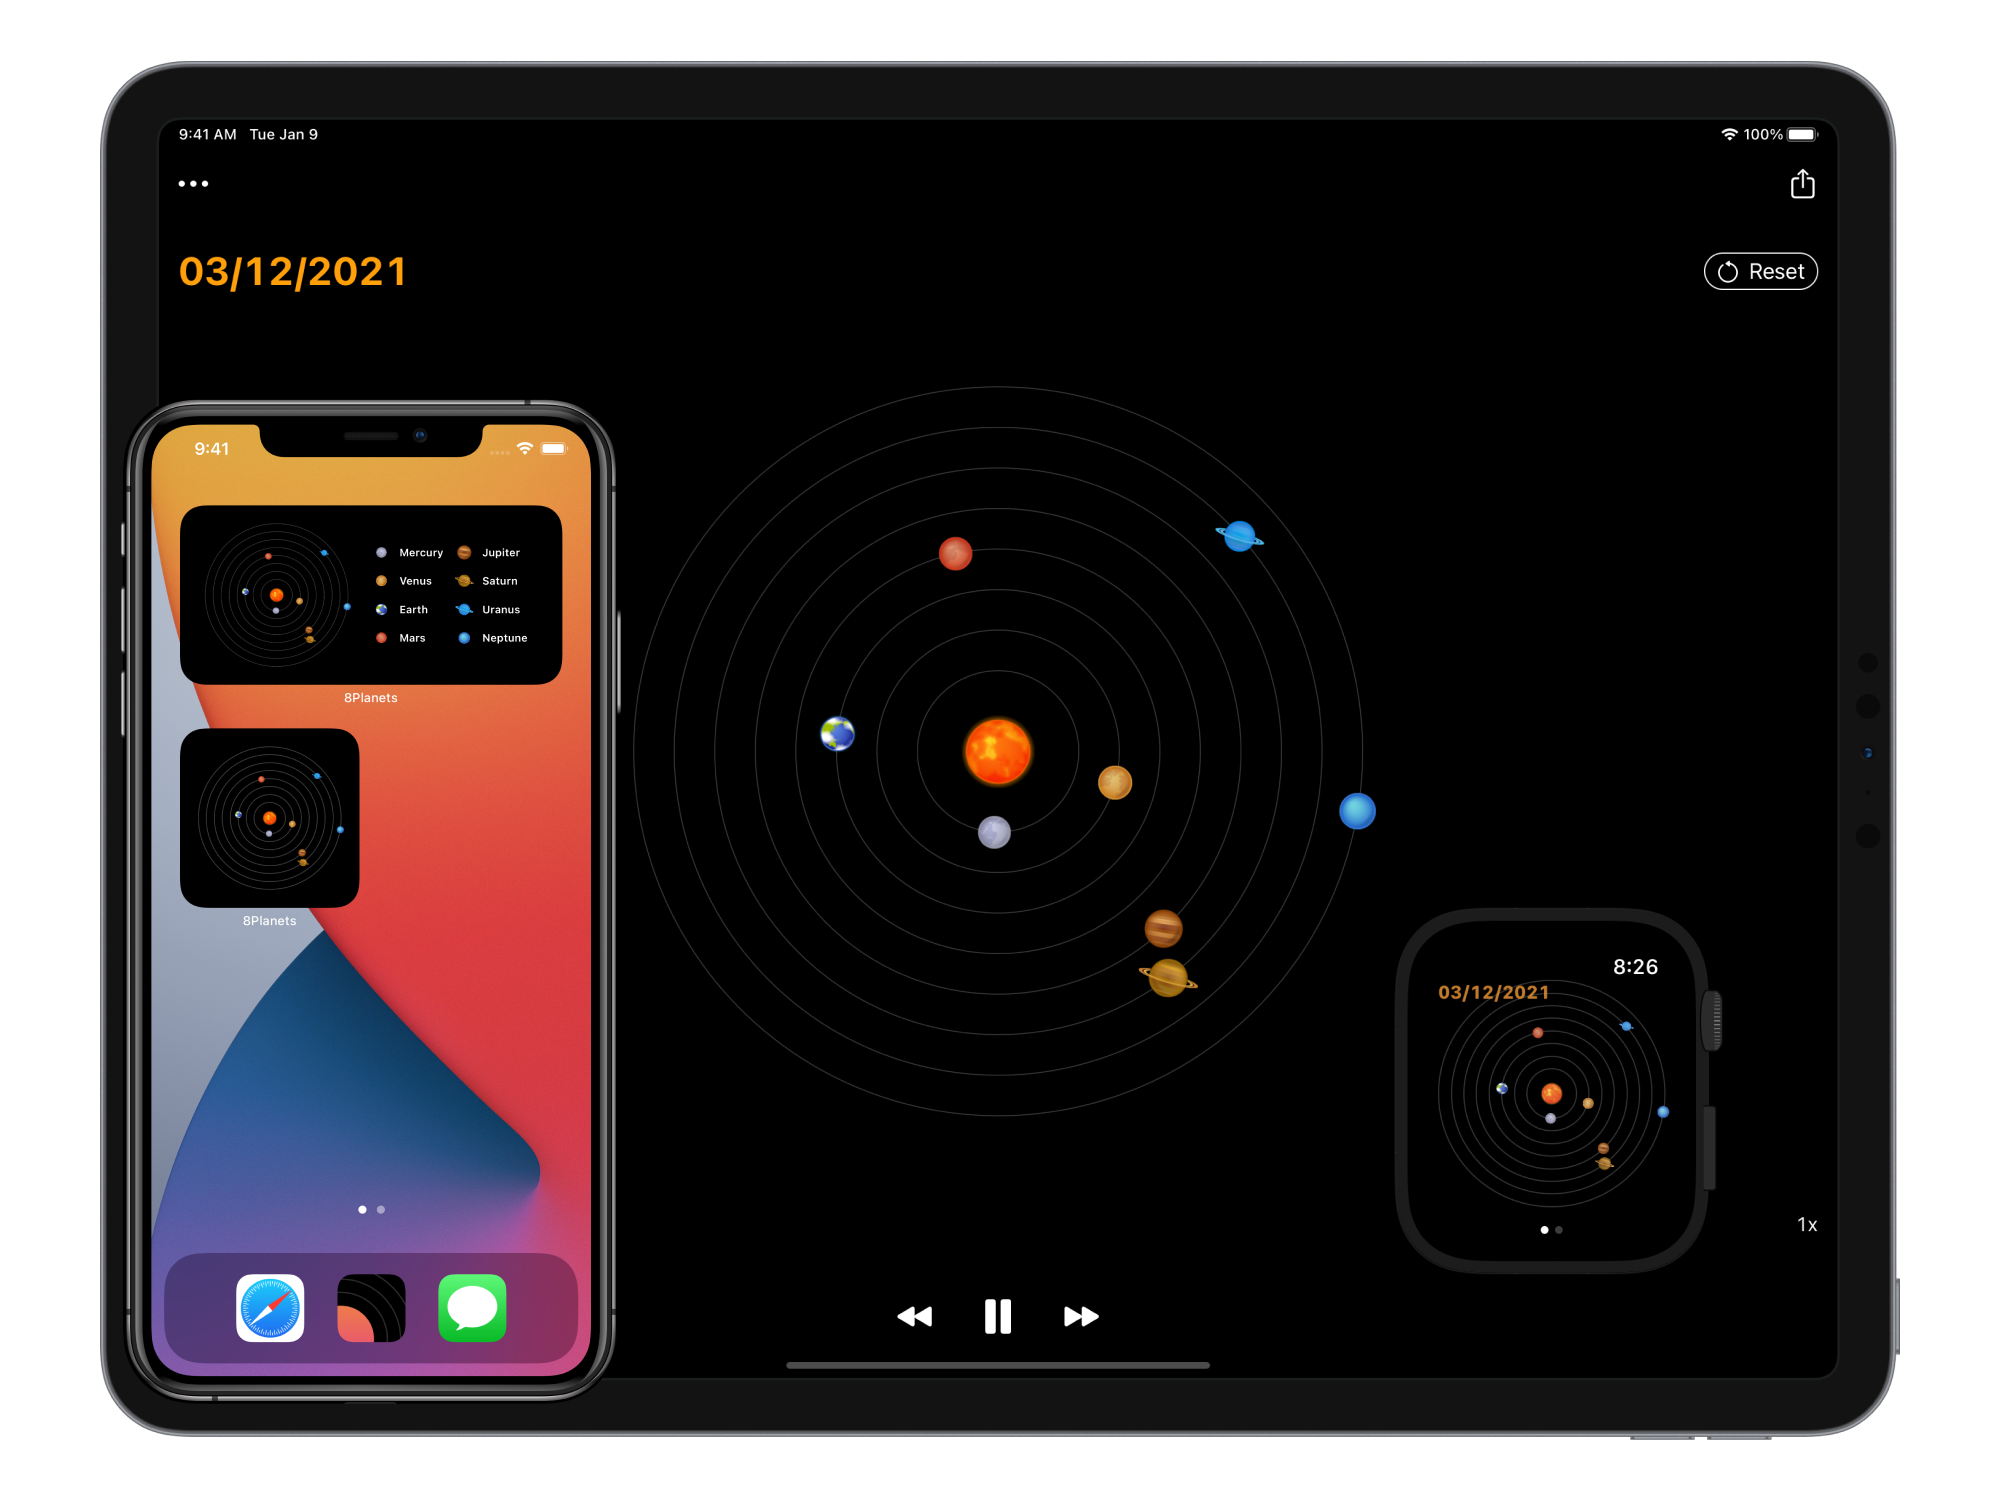 9:41 AM Tue Jan 9
100%
03/12/2021
Reset
9:41
Mercury Jupiter
Venus Saturn
Earth Uranus
Mars Neptune
8Planets
8Planets
8:26
03/12/2021
1x